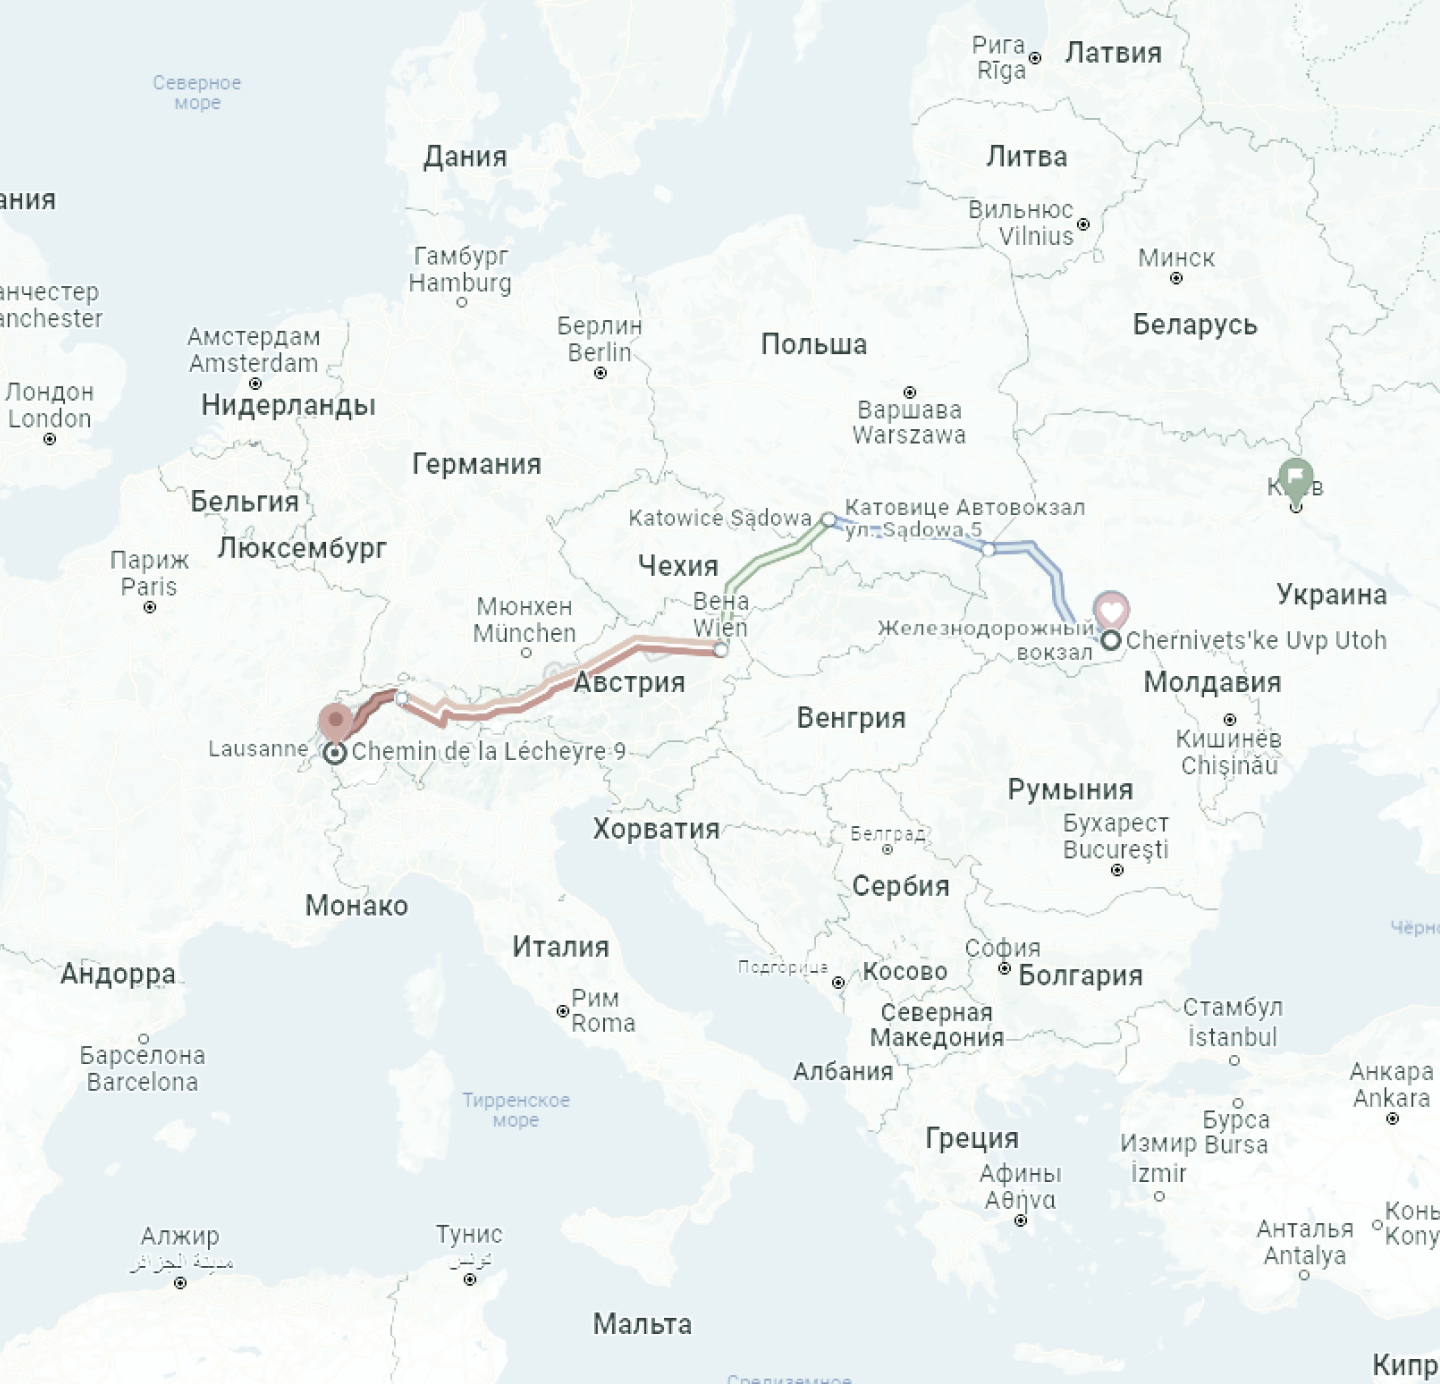 Рига
Rīga
Латвия
Северное
море
Дания
Литва
ания
Вильнюс
Vilnius
Гамбург
Hamburg
Минск
анчестер
anchester
Беларусь
Амстердам
Amsterdam
Берлин
Berlin
Польша
Лондон
London
Нидерланды
Варшава
Warszawa
Германия
Бельгия
Katowice Sądowa
Катовице Автовокзал
ул. Sądowa 5
Люксембург
Париж
Paris
Чехия
Украина
Вена
Wien
Мюнхен
München
Железнодорожный
вокзал
Chernivets'ke Uvp Utoh
Австрия
Молдавия
Венгрия
Lausanne
Chemin de la Lécheyre 9
Кишинёв
Chișinău
Румыния
Бухарест
București
Хорватия
Белград
Сербия
Монако
Чёрно
Италия
София
Андорра
Подгорица
Косово
Болгария
Рим
Roma
Северная
Македония
Стамбул
İstanbul
Барселона
Barcelona
Албания
Анкара
Ankara
Тирренское
море
Бурса
Bursa
Греция
Измир
İzmir
Афины
Αθήνα
Алжир
مدينة الجزائر
Тунис
تونس
Анталья
Antalya
Конь
Kony
Мальта
Кипр
Средиземное